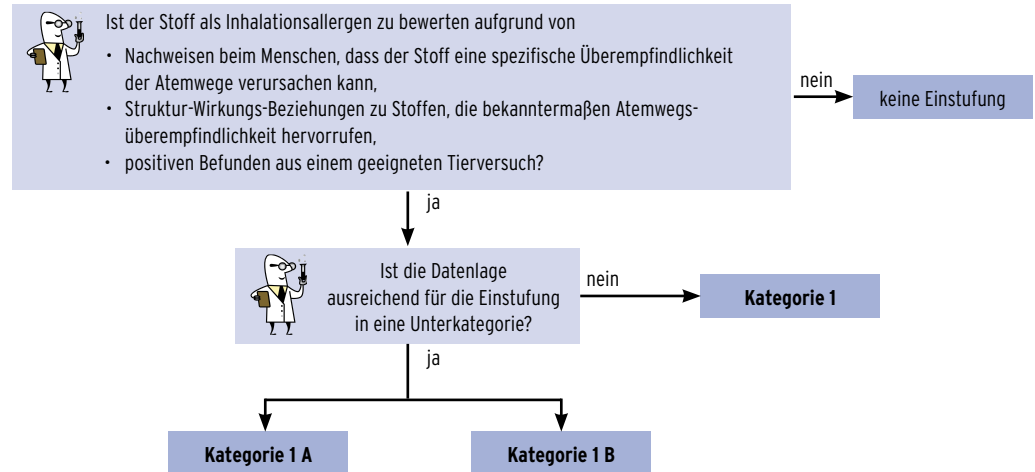 Ist der Stoff als Inhalationsallergen zu bewerten aufgrund von
• Nachweisen beim Menschen, dass der Stoff eine spezifische Überempfindlichkeit
der Atemwege verursachen kann,
• Struktur-Wirkungs-Beziehungen zu Stoffen, die bekanntermaßen Atemwegs-
überempfindlichkeit hervorrufen,
• positiven Befunden aus einem geeigneten Tierversuch?
nein
keine Einstufung
ja
Ist die Datenlage
ausreichend für die Einstufung
in eine Unterkategorie?
nein
Kategorie 1
ja
Kategorie 1 A
Kategorie 1 B